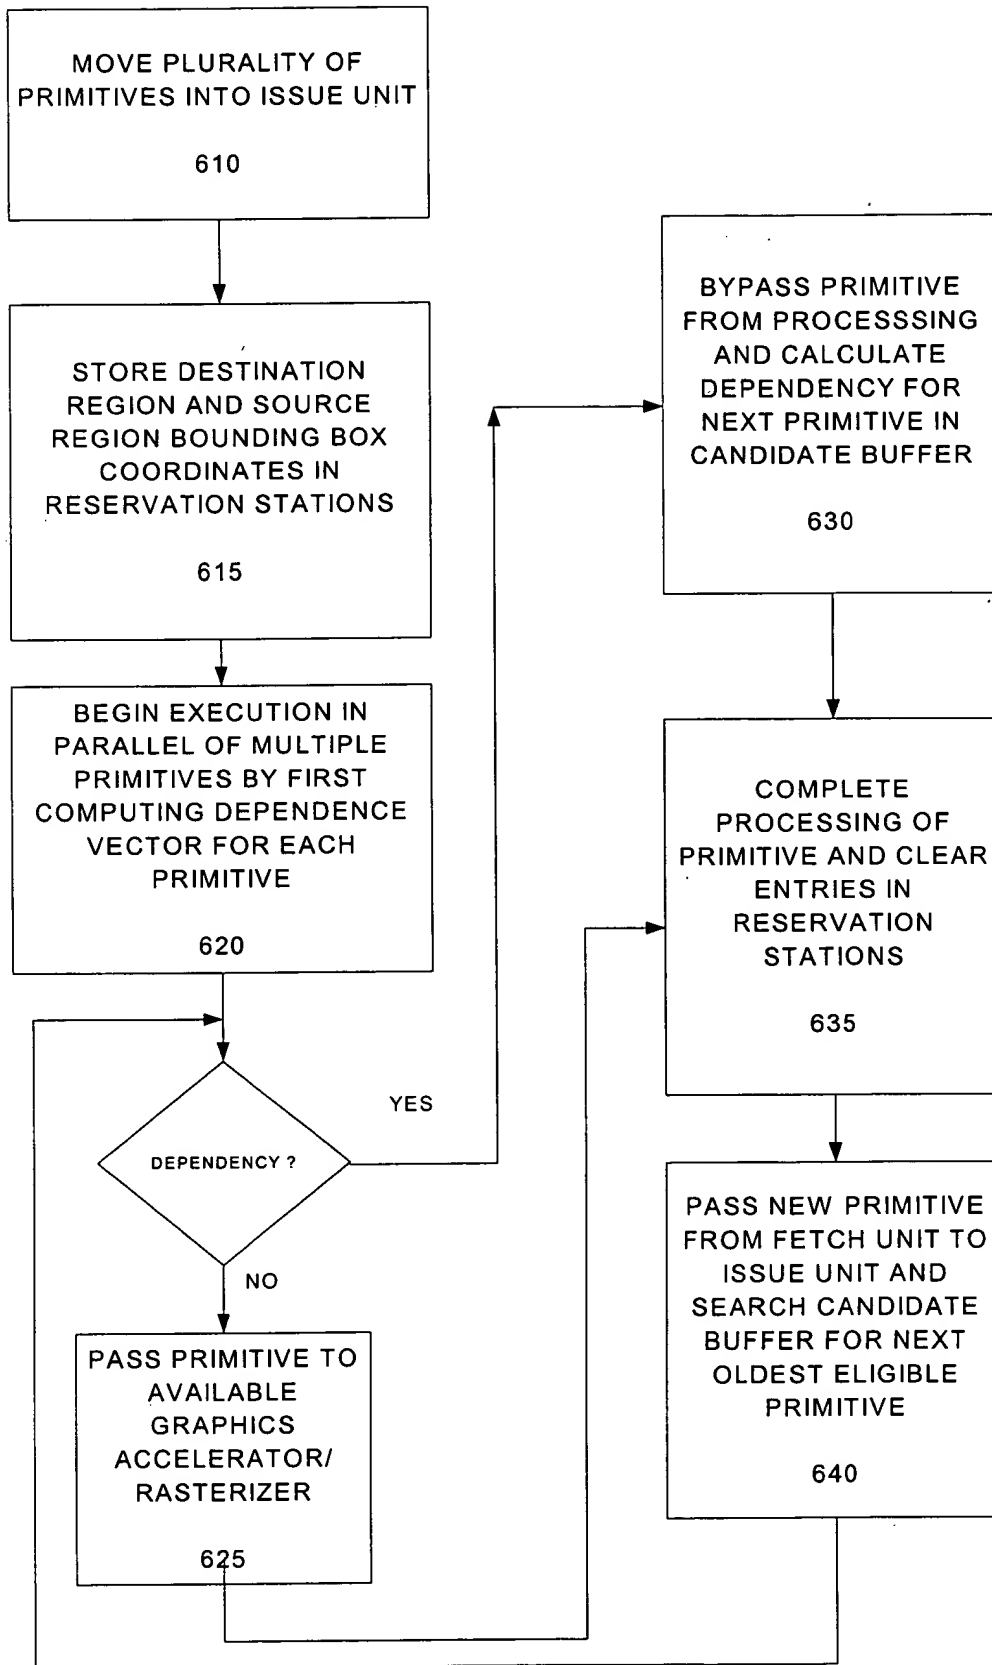 MOVE PLURALITY OF
PRIMITIVES INTO ISSUE UNIT
610
STORE DESTINATION
REGION AND SOURCE
REGION BOUNDING BOX
COORDINATES IN
RESERVATION STATIONS
615
BEGIN EXECUTION IN
PARALLEL OF MULTIPLE
PRIMITIVES BY FIRST
COMPUTING DEPENDENCE
VECTOR FOR EACH
PRIMITIVE
620
DEPENDENCY ?
YES
NO
PASS PRIMITIVE TO
AVAILABLE
GRAPHICS
ACCELERATOR/
RASTERIZER
625
BYPASS PRIMITIVE
FROM PROCESSSING
AND CALCULATE
DEPENDENCY FOR
NEXT PRIMITIVE IN
CANDIDATE BUFFER
630
COMPLETE
PROCESSING OF
PRIMITIVE AND CLEAR
ENTRIES IN
RESERVATION
STATIONS
635
PASS NEW PRIMITIVE
FROM FETCH UNIT TO
ISSUE UNIT AND
SEARCH CANDIDATE
BUFFER FOR NEXT
OLDEST ELIGIBLE
PRIMITIVE
640